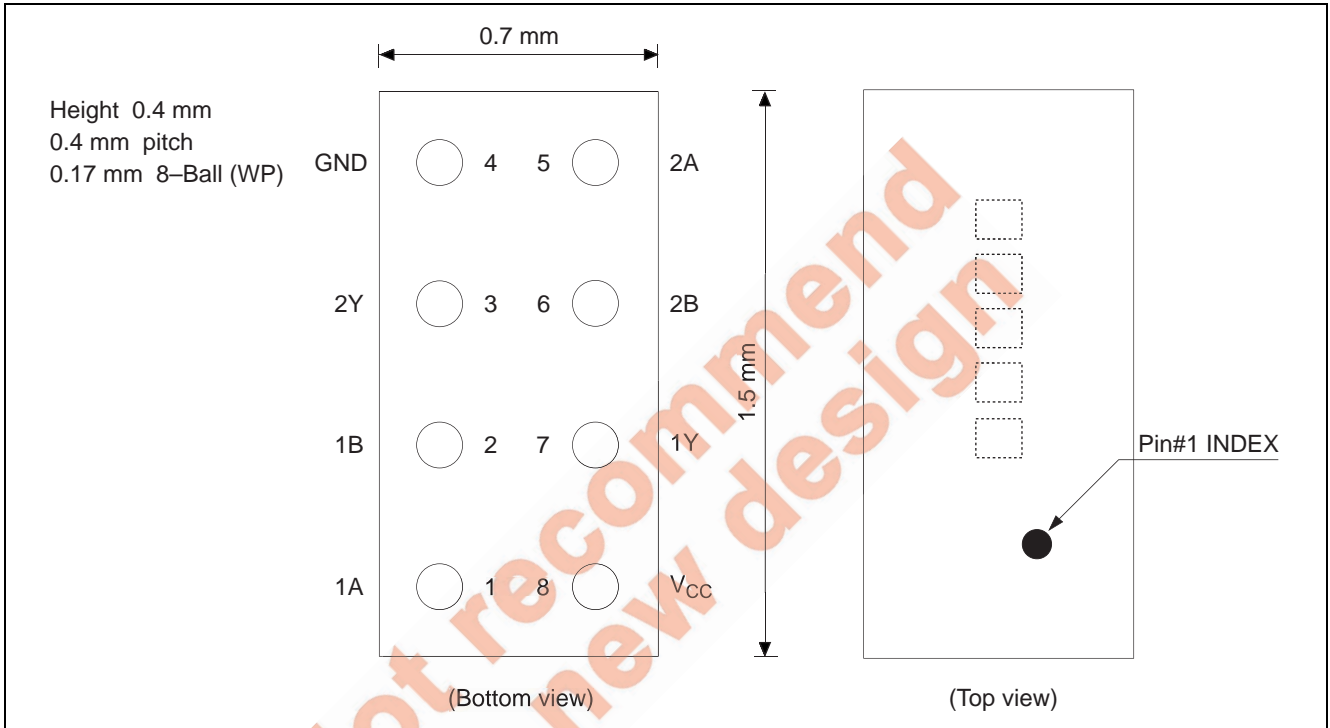 0.7 mm
Height 0.4 mm
0.4 mm pitch
0.17 mm 8–Ball (WP)
GND 4 5 2A
2Y 3 6 2B
1B 2 7 1Y
1A 1 8 VCC
1.5 mm
(Bottom view)
Pin#1 INDEX
(Top view)
recommend
new design